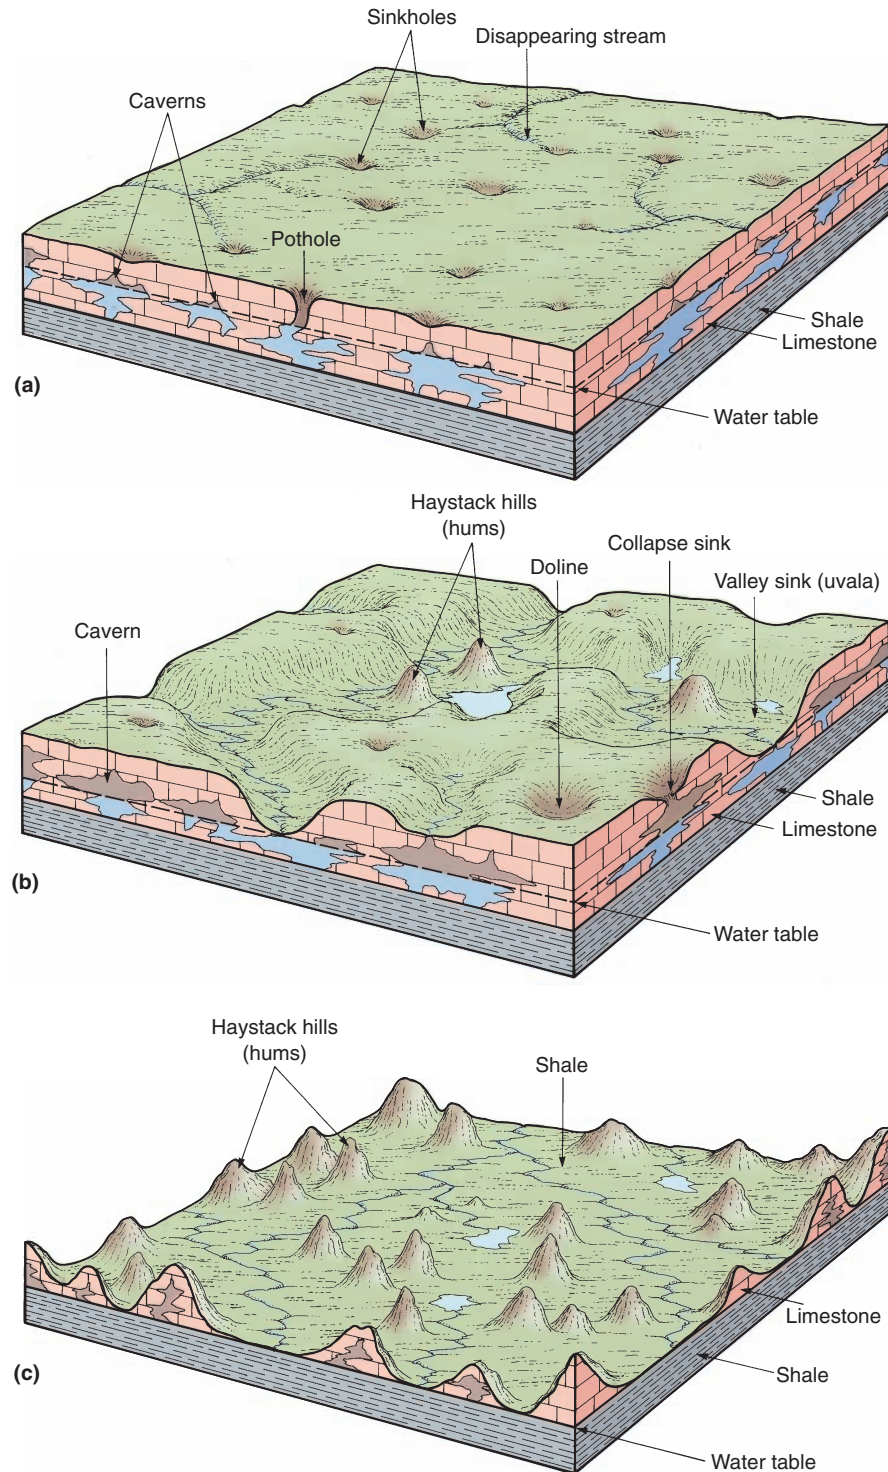 Sinkholes
Disappearing stream
Caverns
Pothole
Shale
Limestone
(a)
Water table
Haystack hills
(hums)
Collapse sink
Doline
Valley sink (uvala)
Cavern
Shale
Limestone
(b)
Water table
Haystack hills
(hums)
Shale
Limestone
(c)
Shale
Water table